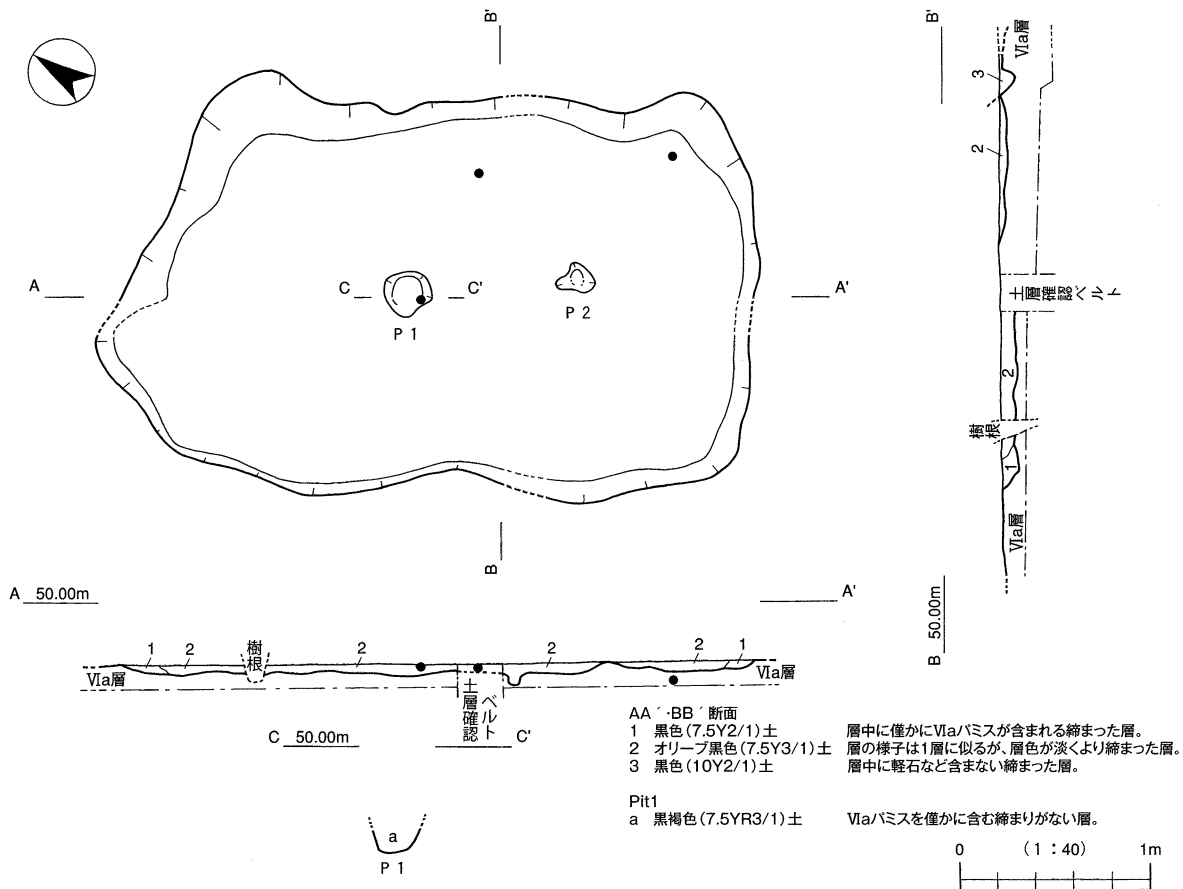 B'
A
A'
C
C'
P 1
P 2
B
B'
Ⅵa層
3
2
土層確認ベルト
2
樹根
1
Ⅵa層
B 50.00m
A 50.00m
A'
1
2
樹根
2
2
2
1
Ⅵa層
Ⅵa層
土層確認
ベルト
C 50.00m
C'
a
P 1
AA´・BB´断面
1 黒色(7.5Y2/1)土 層中に僅かにⅥaパミスが含まれる締まった層。
2 オリーブ黒色(7.5Y3/1)土 層の様子は1層に似るが、層色が淡くより締まった層。
3 黒色(10Y2/1)土 層中に軽石など含まない締まった層。
Pit1
a 黒褐色(7.5YR3/1)土 Ⅵaパミスを僅かに含む締まりがない層。
0 (1：40) 1m